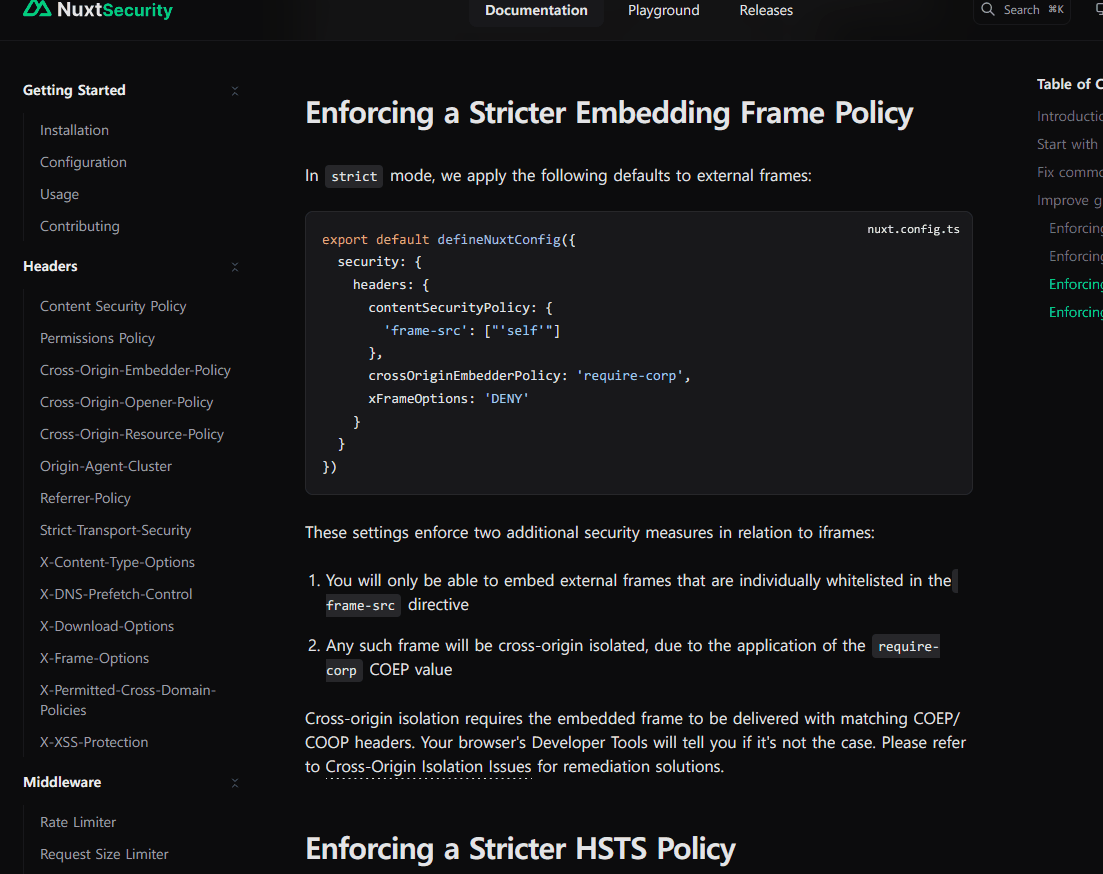 NuxtSecurity
Documentation
Playground
Releases
Search ⌘K
Getting Started
Installation
Configuration
Usage
Contributing
Headers
Content Security Policy
Permissions Policy
Cross-Origin-Embedder-Policy
Cross-Origin-Opener-Policy
Cross-Origin-Resource-Policy
Origin-Agent-Cluster
Referrer-Policy
Strict-Transport-Security
X-Content-Type-Options
X-DNS-Prefetch-Control
X-Download-Options
X-Frame-Options
X-Permitted-Cross-Domain-
Policies
X-XSS-Protection
Middleware
Rate Limiter
Request Size Limiter
Enforcing a Stricter Embedding Frame Policy
In strict mode, we apply the following defaults to external frames:
nuxt.config.ts
export default defineNuxtConfig({
  security: {
    headers: {
      contentSecurityPolicy: {
        'frame-src': ["'self'"]
      },
      crossOriginEmbedderPolicy: 'require-corp',
      xFrameOptions: 'DENY'
    }
  }
})
These settings enforce two additional security measures in relation to iframes:
1. You will only be able to embed external frames that are individually whitelisted in the
frame-src directive
2. Any such frame will be cross-origin isolated, due to the application of the require-
corp COEP value
Cross-origin isolation requires the embedded frame to be delivered with matching COEP/
COOP headers. Your browser's Developer Tools will tell you if it's not the case. Please refer
to Cross-Origin Isolation Issues for remediation solutions.
Enforcing a Stricter HSTS Policy
Table of C
Introductio
Start with
Fix commo
Improve g
Enforcing
Enforcing
Enforcing
Enforcing